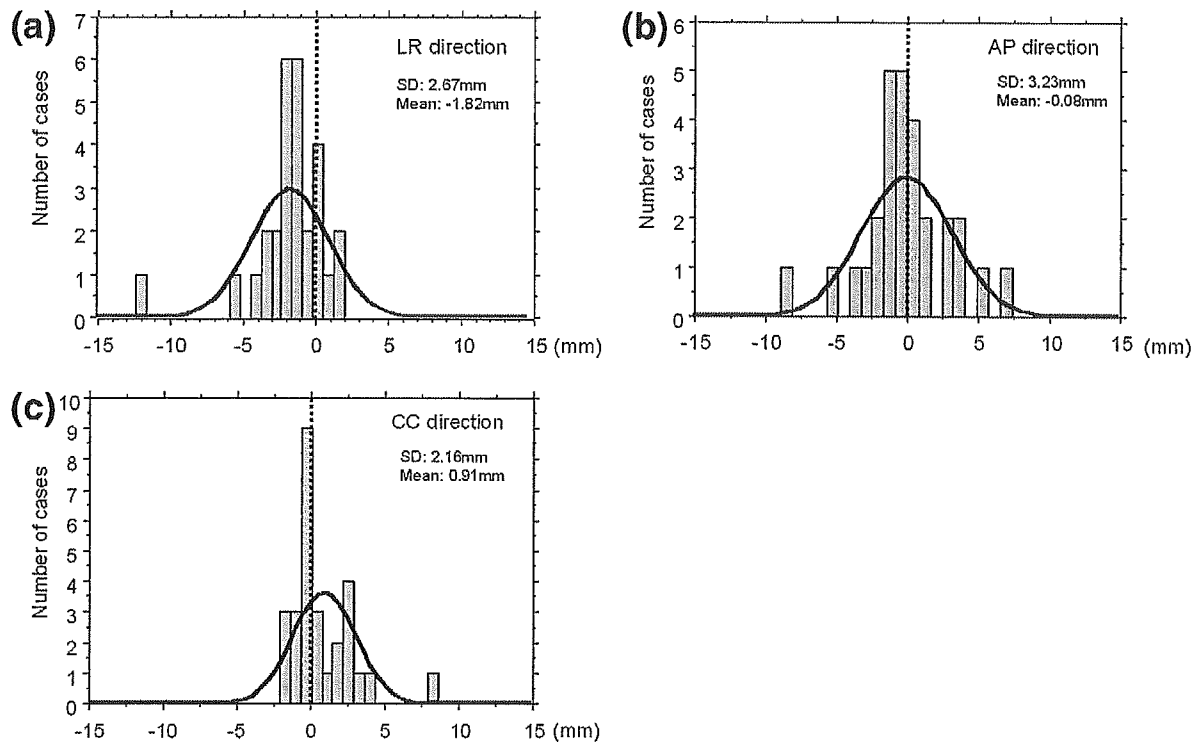 (a)
LR direction
SD: 2.67mm
Mean: -1.82mm
Number of cases
7
6
5
4
3
2
1
0
-15 -10 -5 0 5 10 15 (mm)
(b)
AP direction
SD: 3.23mm
Mean: -0.08mm
Number of cases
6
5
4
3
2
1
0
-15 -10 -5 0 5 10 15 (mm)
(c)
CC direction
SD: 2.16mm
Mean: 0.91mm
Number of cases
10
9
8
7
6
5
4
3
2
1
0
-15 -10 -5 0 5 10 15 (mm)